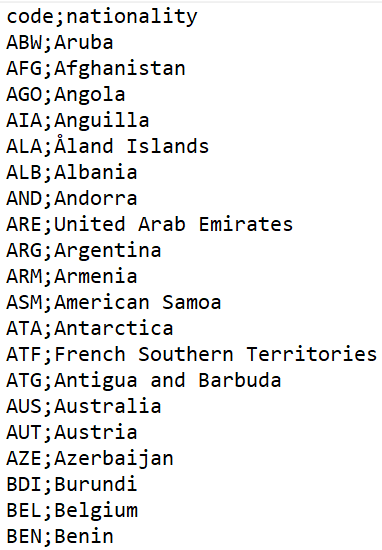 code;nationality
ABW;Aruba
AFG;Afghanistan
AGO;Angola
AIA;Anguilla
ALA;Åland Islands
ALB;Albania
AND;Andorra
ARE;United Arab Emirates
ARG;Argentina
ARM;Armenia
ASM;American Samoa
ATA;Antarctica
ATF;French Southern Territories
ATG;Antigua and Barbuda
AUS;Australia
AUT;Austria
AZE;Azerbaijan
BDI;Burundi
BEL;Belgium
BEN;Benin